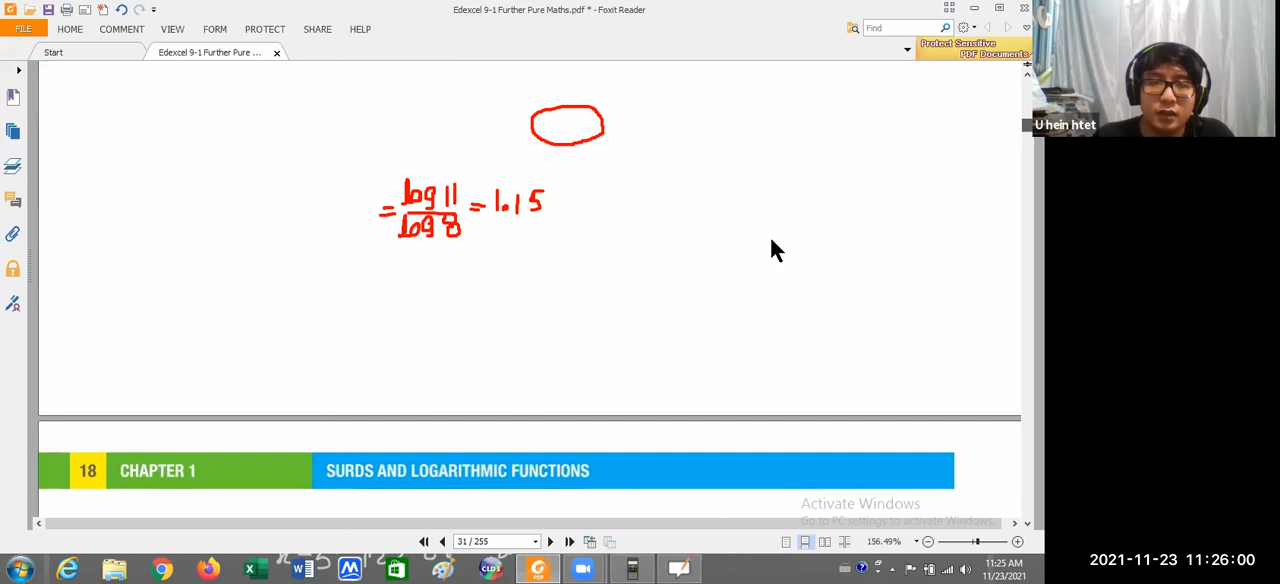 Edexcel 9-1 Further Pure Maths.pdf * - Foxit Reader
FILE HOME COMMENT VIEW FORM PROTECT SHARE HELP
Find
Start
Edexcel 9-1 Further Pure ...
Protect Sensitive
PDF Documents
U hein htet
= log 11 / log 8 = 1.15
18 CHAPTER 1 SURDS AND LOGARITHMIC FUNCTIONS
Activate Windows
Go to PC settings to activate Windows.
31 / 255
156.49%
11:25 AM
11/23/2021
2021-11-23 11:26:00